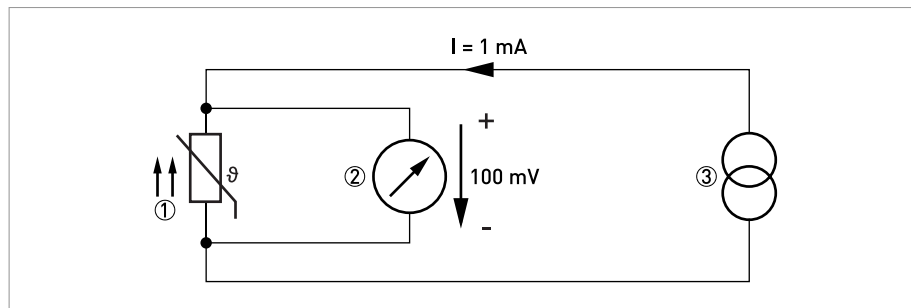 I = 1 mA
+
ϑ
②
100 mV
③
①
-